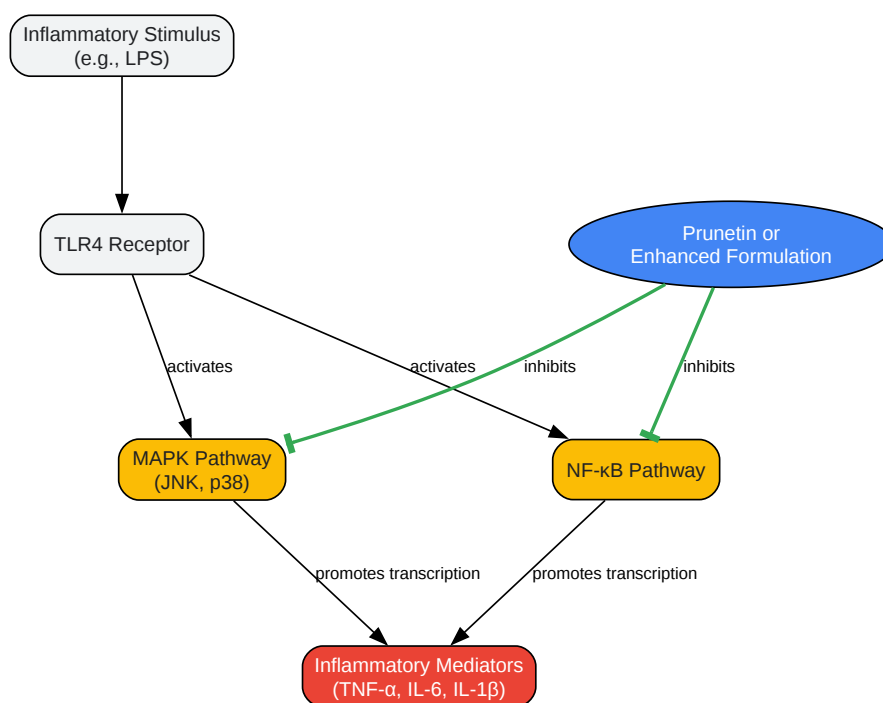 Inflammatory Stimulus
(e.g., LPS)
TLR4 Receptor
Prunetin or
Enhanced Formulation
activates
activates
inhibits
inhibits
MAPK Pathway
(JNK, p38)
NF-κB Pathway
promotes transcription
promotes transcription
Inflammatory Mediators
(TNF-α, IL-6, IL-1β)